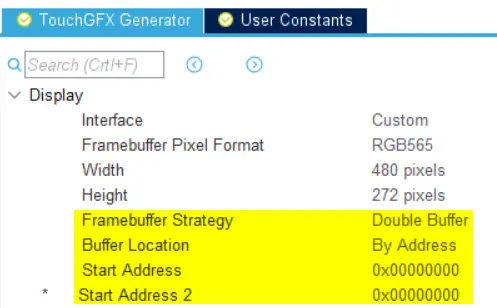 TouchGFX Generator User Constants
Search (Crtl+F)
Display
Interface Custom
Framebuffer Pixel Format RGB565
Width 480 pixels
Height 272 pixels
Framebuffer Strategy Double Buffer
Buffer Location By Address
Start Address 0x00000000
* Start Address 2 0x00000000